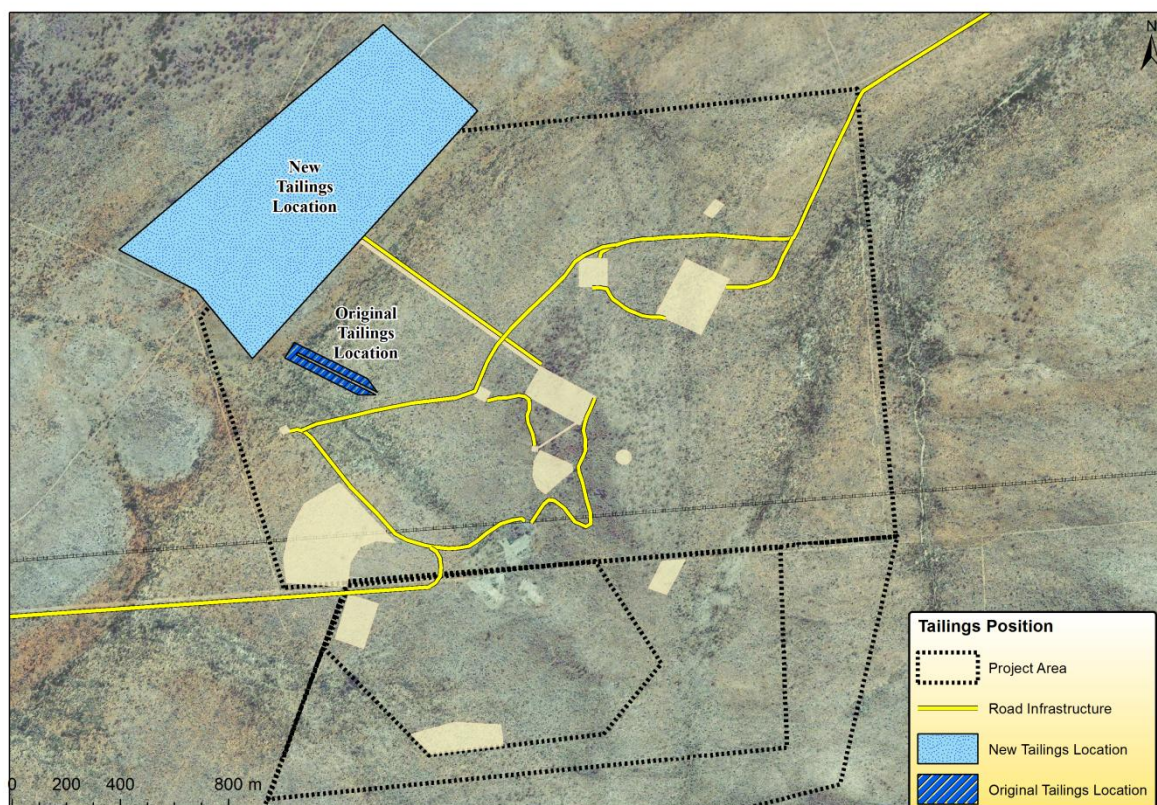 N
New
Tailings
Location
Original
Tailings
Location
Tailings Position
Project Area
Road Infrastructure
New Tailings Location
Original Tailings Location
0 200 400 800 m